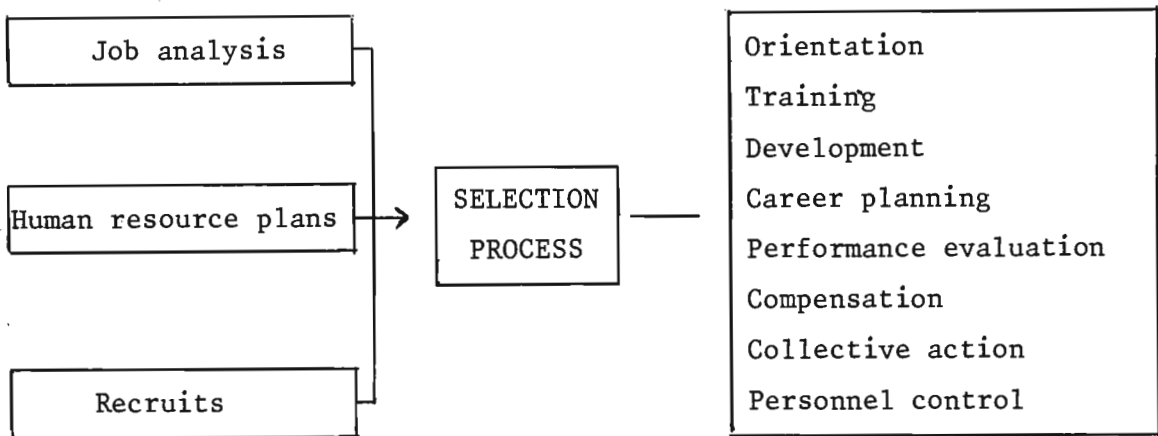 Job analysis
Human resource plans
Recruits
SELECTION
PROCESS
Orientation
Training
Development
Career planning
Performance evaluation
Compensation
Collective action
Personnel control